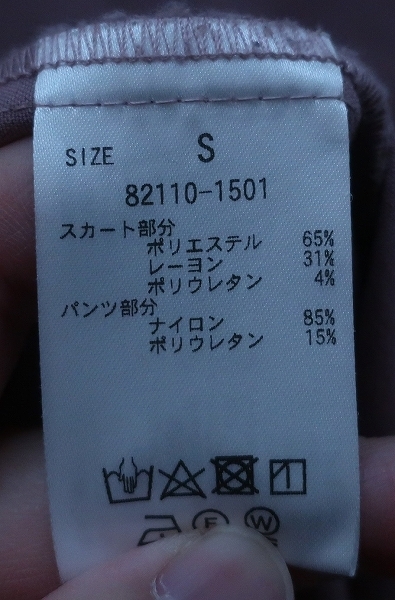 SIZE S
82110-1501
スカート部分
ポリエステル 65%
レーヨン 31%
ポリウレタン 4%
パンツ部分
ナイロン 85%
ポリウレタン 15%
F W